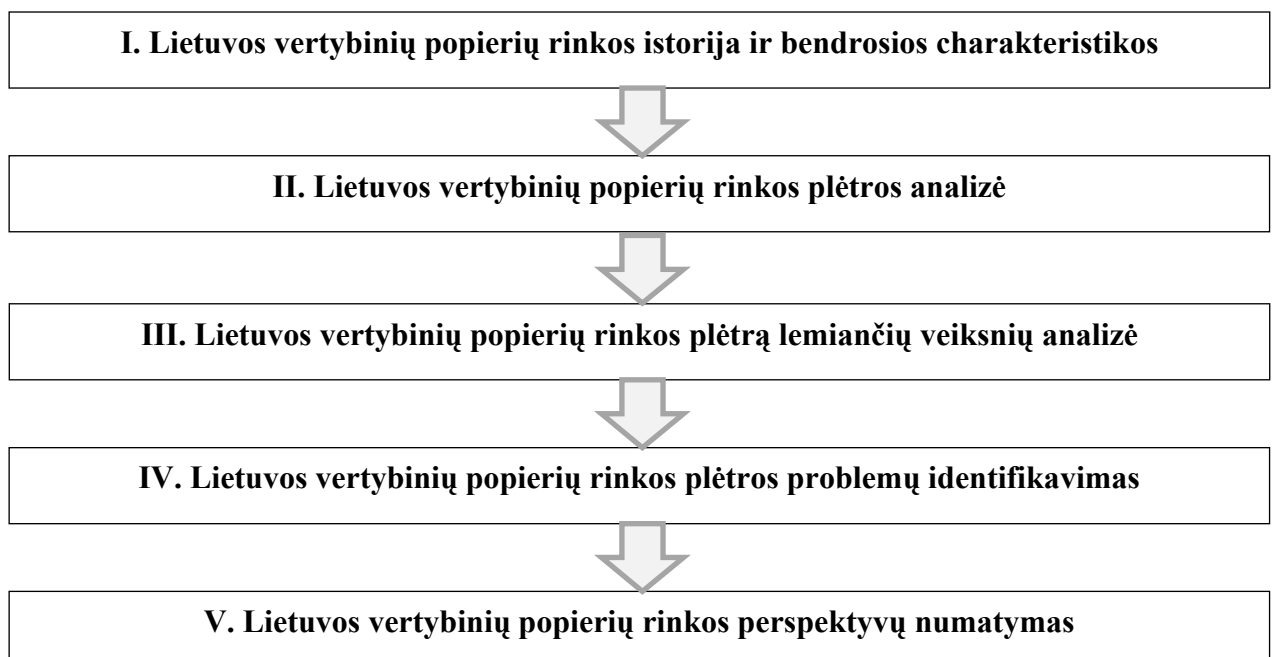 I. Lietuvos vertybinių popierių rinkos istorija ir bendrosios charakteristikos
II. Lietuvos vertybinių popierių rinkos plėtros analizė
III. Lietuvos vertybinių popierių rinkos plėtrą lemiančių veiksnių analizė
IV. Lietuvos vertybinių popierių rinkos plėtros problemų identifikavimas
V. Lietuvos vertybinių popierių rinkos perspektyvų numatymas